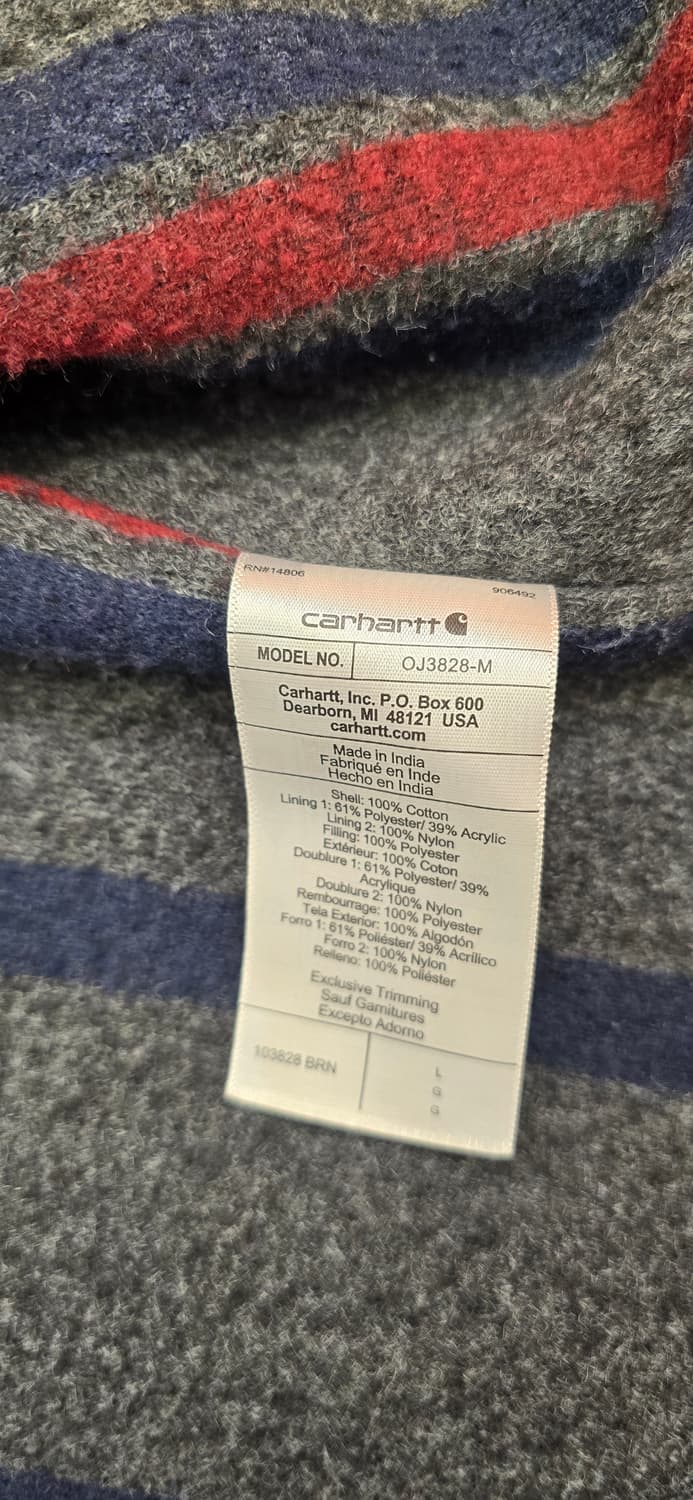 RN#14806 906492
carhartt
MODEL NO. OJ3828-M
Carhartt, Inc. P.O. Box 600
Dearborn, MI 48121 USA
carhartt.com
Made in India
Fabriqué en Inde
Hecho en India
Shell: 100% Cotton
Lining 1: 61% Polyester/ 39% Acrylic
Lining 2: 100% Nylon
Filling: 100% Polyester
Extérieur: 100% Coton
Doublure 1: 61% Polyester/ 39%
Acrylique
Doublure 2: 100% Nylon
Rembourrage: 100% Polyester
Tela Exterior: 100% Algodón
Forro 1: 61% Poliéster/ 39% Acrílico
Forro 2: 100% Nylon
Relleno: 100% Poliéster
Exclusive Trimming
Sauf Garnitures
Excepto Adorno
103828 BRN L
G
G